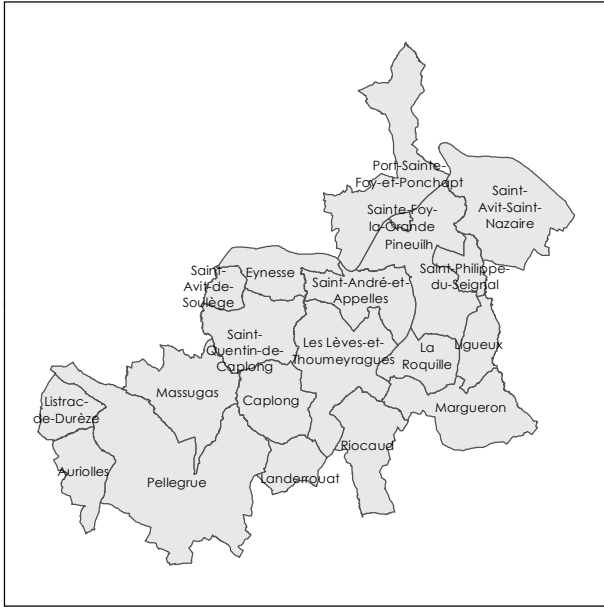 Port-Sainte-
Foy-et-Ponchapt
Saint-
Avit-Saint-
Nazaire
Sainte-Foy-
la-Grande
Pineuilh
Saint-
Avit-de-
Soulège
Eynesse
Saint-André-et-
Appelles
Saint-Philippe-
du-Seignal
Saint-
Quentin-de-
Caplong
Les Lèves-et-
Thoumeyragues
La
Roquille
Ligueux
Listrac-
de-Durèze
Massugas
Caplong
Margueron
Riocaud
Auriolles
Pellegrue
Landerrouat